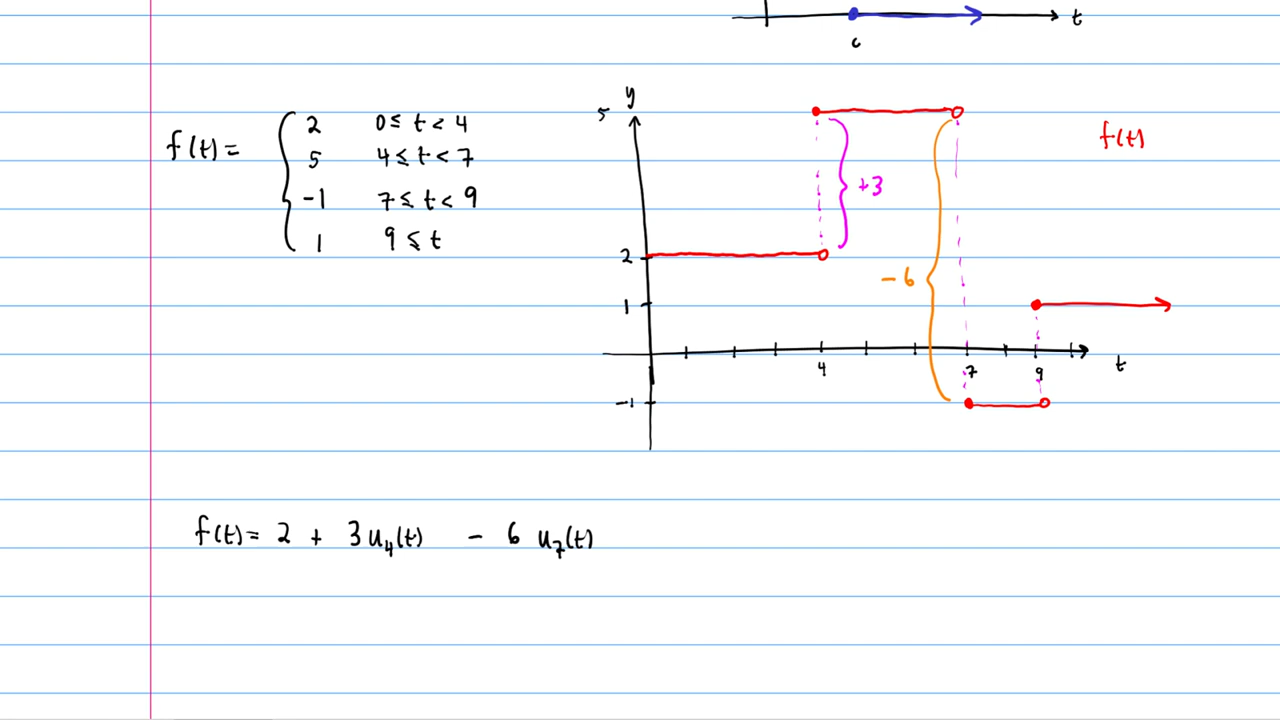 t
c
y
5
f(t)
f(t) = { 2 0 ≤ t < 4
5 4 ≤ t < 7
-1 7 ≤ t < 9
1 9 ≤ t
+3
2
-6
1
4 7 9 t
-1
f(t) = 2 + 3u₄(t) - 6 u₇(t)